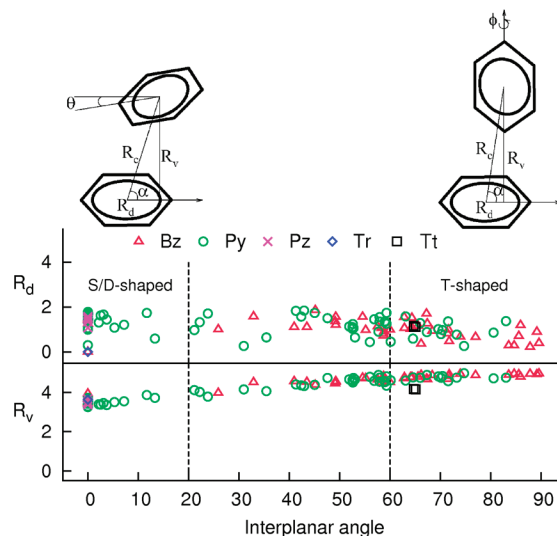 ϕ
θ
R_c R_v
R_c R_v
α
α
R_d
R_d
Bz Py Pz Tr Tt
R_d
4
S/D-shaped
T-shaped
2
0
R_v
4
2
0
0 10 20 30 40 50 60 70 80 90
Interplanar angle